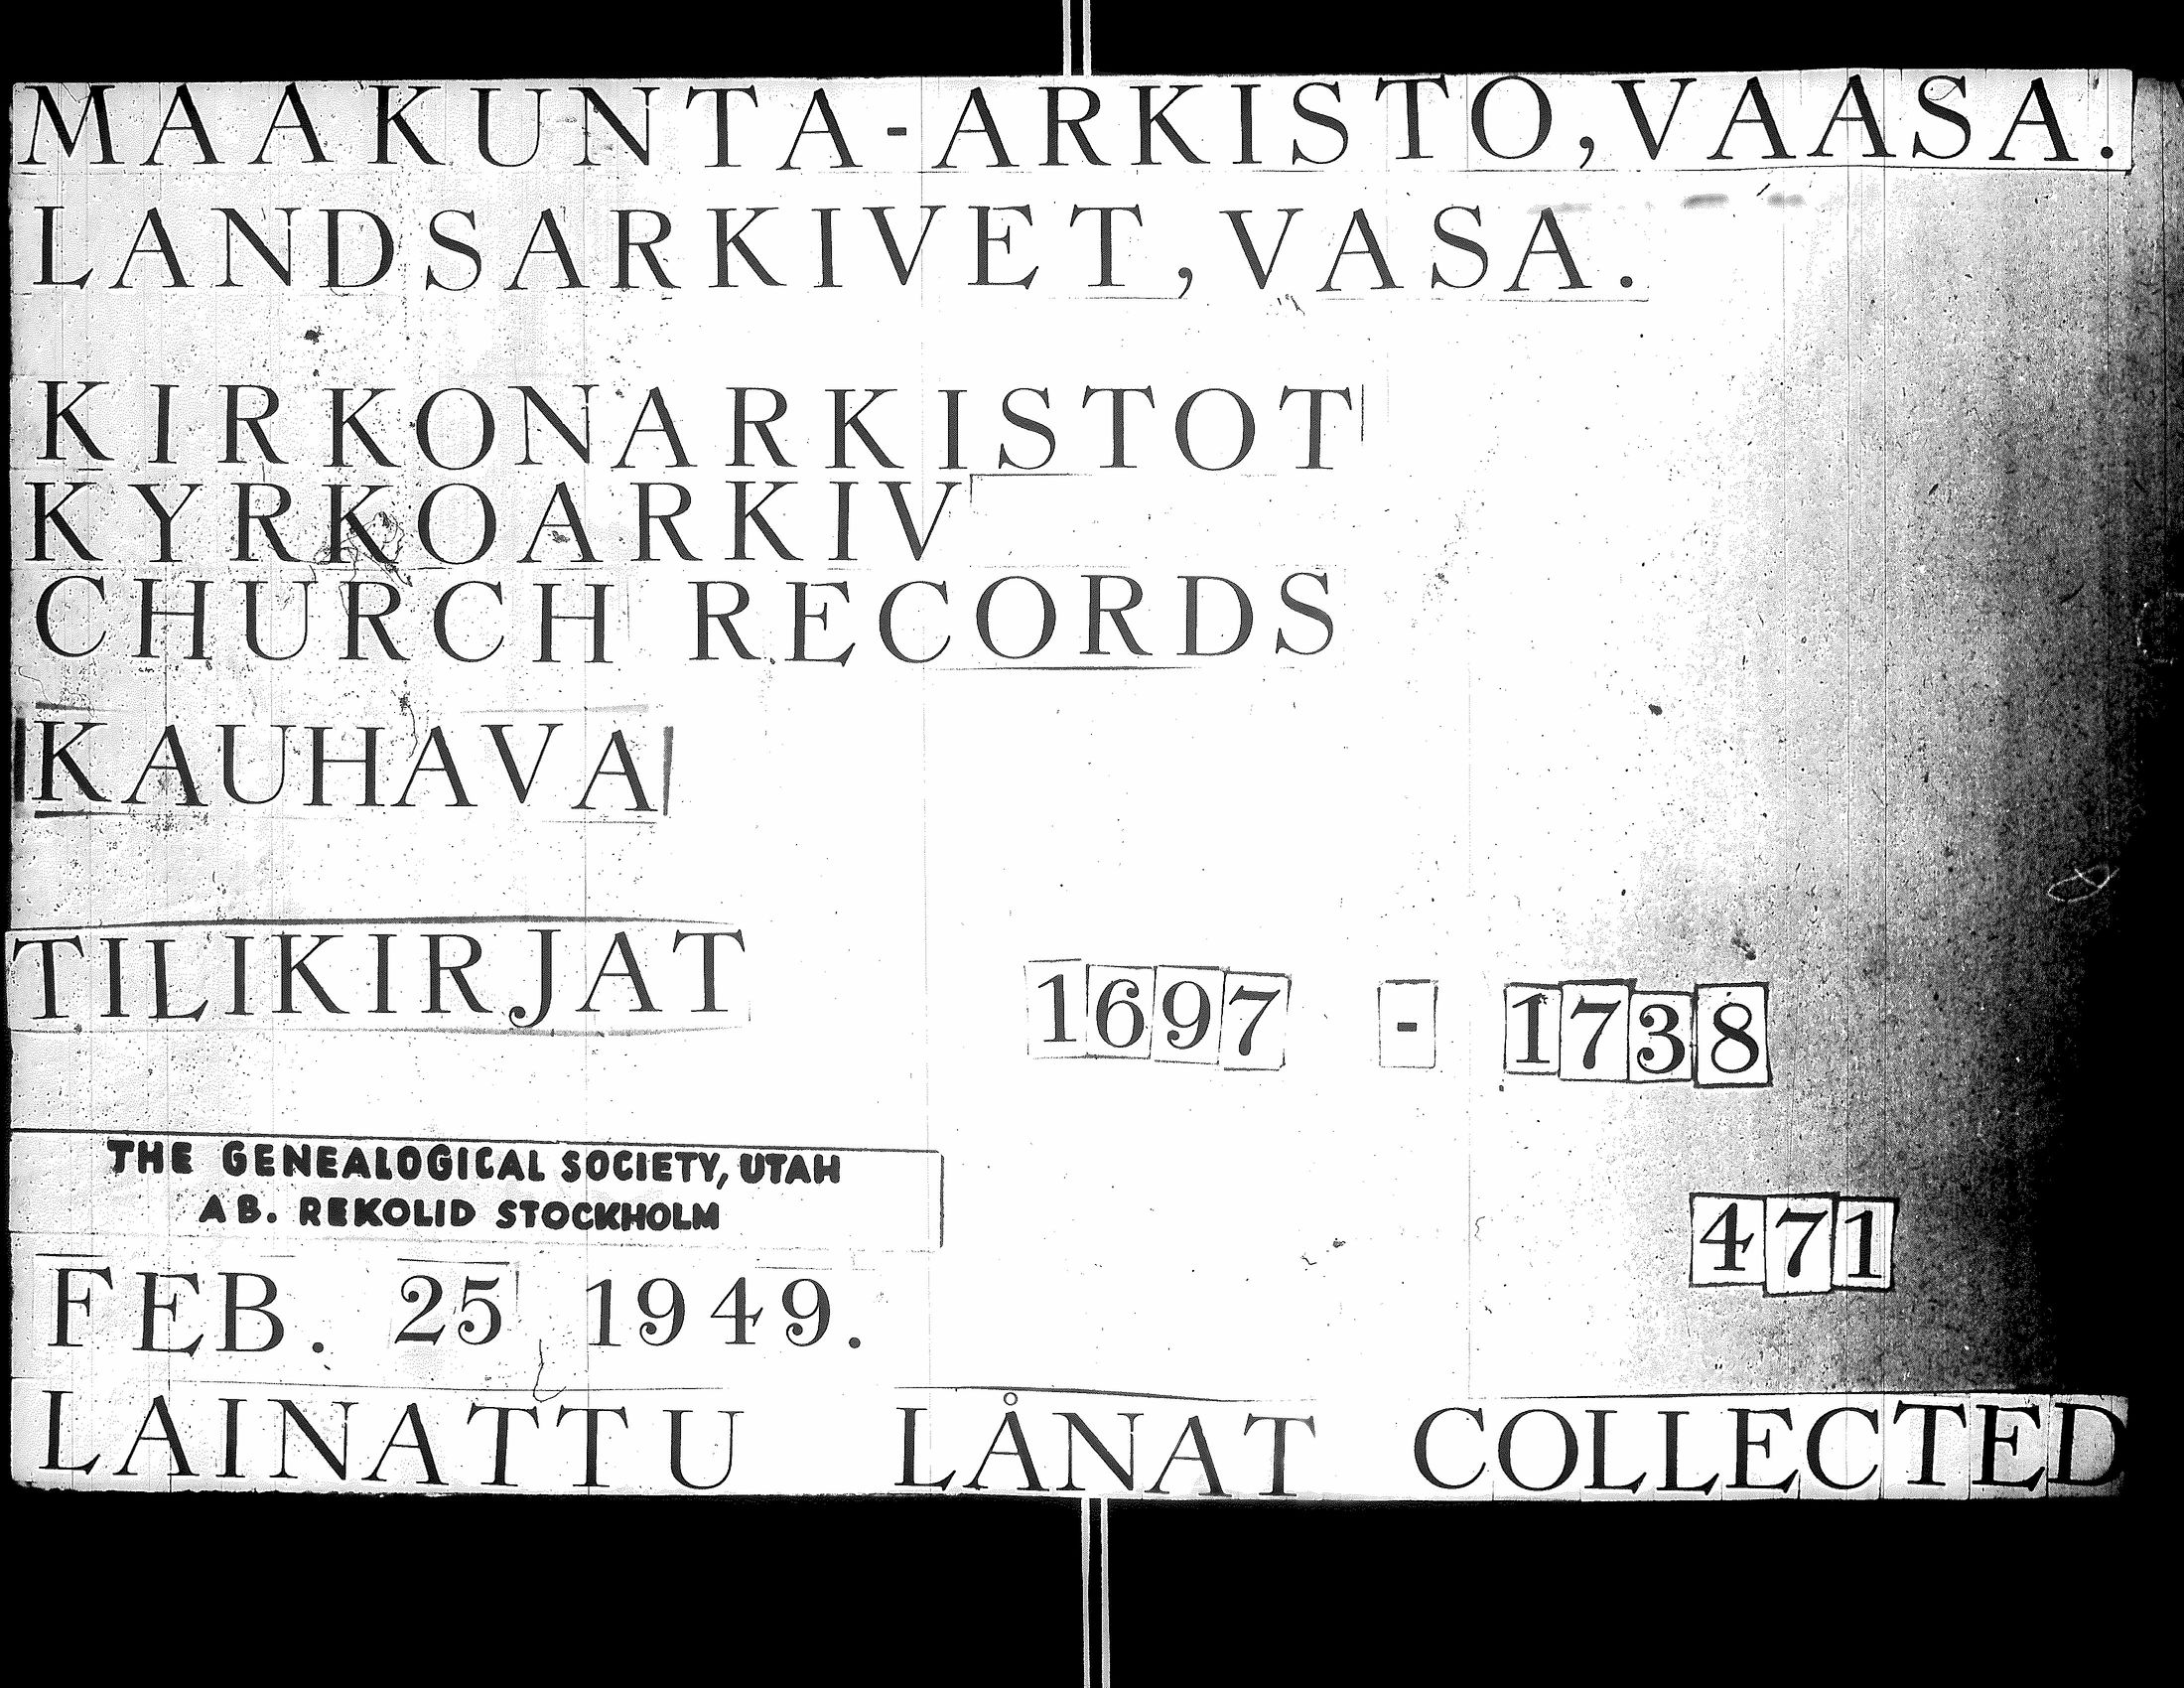 MAAKUNTA-ARKISTO, VAASA.
LANDSARKIVET, VASA.
KIRKONARKISTOT
KYRKOARKIV
CHURCH RECORDS
KAUHAVA
TILIKIRJAT 1697 - 1738
THE GENEALOGICAL SOCIETY, UTAH
AB. REKOLID STOCKHOLM
471
FEB. 25 1949.
LAINATTU LÅNAT COLLECTED